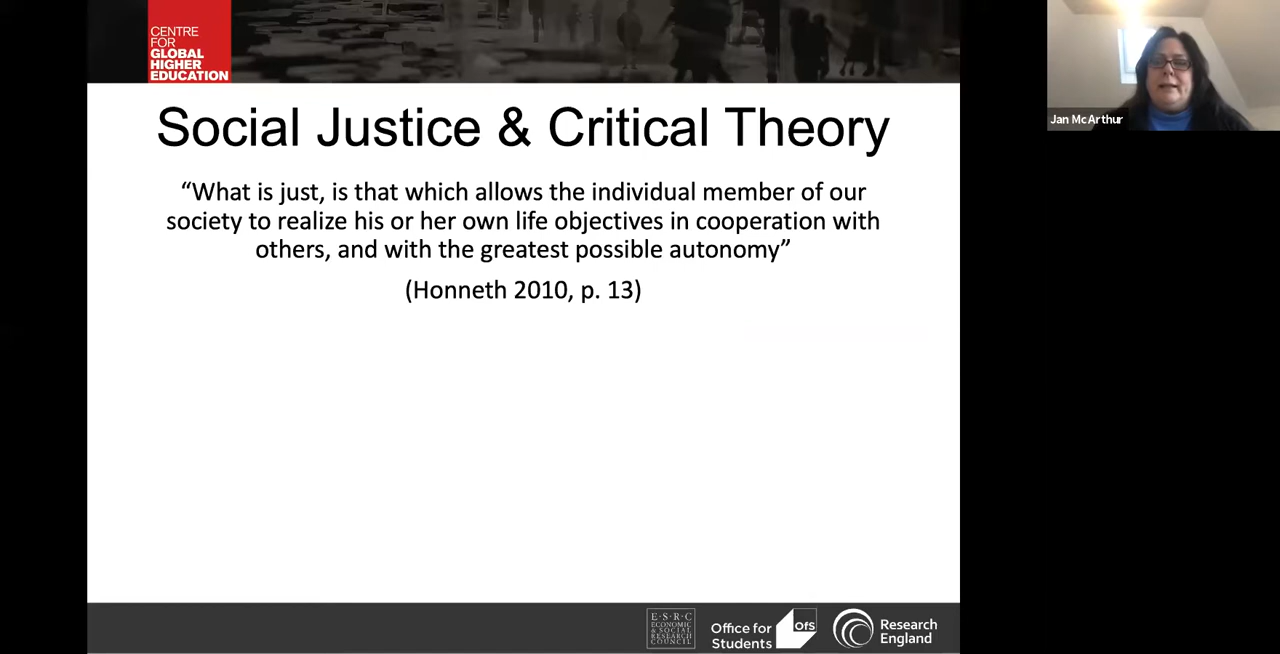 CENTRE
FOR
GLOBAL
HIGHER
EDUCATION
Jan McArthur
Social Justice & Critical Theory
“What is just, is that which allows the individual member of our
society to realize his or her own life objectives in cooperation with
others, and with the greatest possible autonomy”
(Honneth 2010, p. 13)
E·S·R·C
ECONOMIC
& SOCIAL
RESEARCH
COUNCIL
Office for
Students
OfS
Research
England